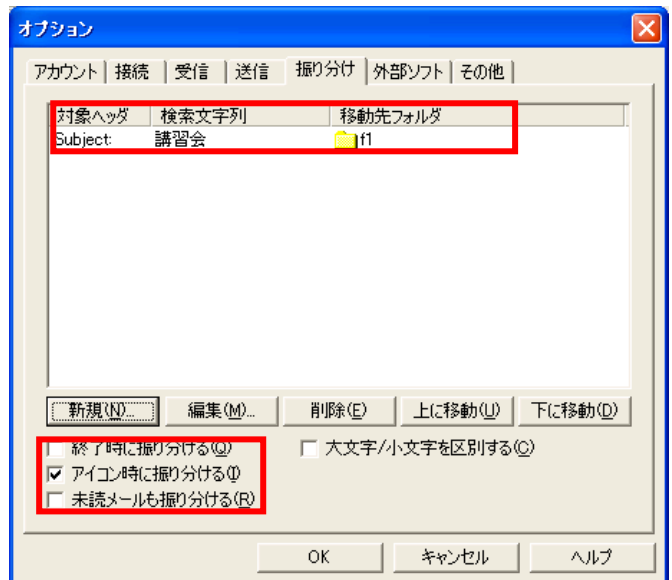 オプション
アカウント 接続 受信 送信 振り分け 外部ソフト その他
対象ヘッダ 検索文字列 移動先フォルダ
Subject: 講習会 f1
新規(N)... 編集(M)... 削除(E) 上に移動(U) 下に移動(D)
終了時に振り分ける(Q) 大文字/小文字を区別する(C)
アイコン時に振り分ける(I)
未読メールも振り分ける(R)
OK キャンセル ヘルプ